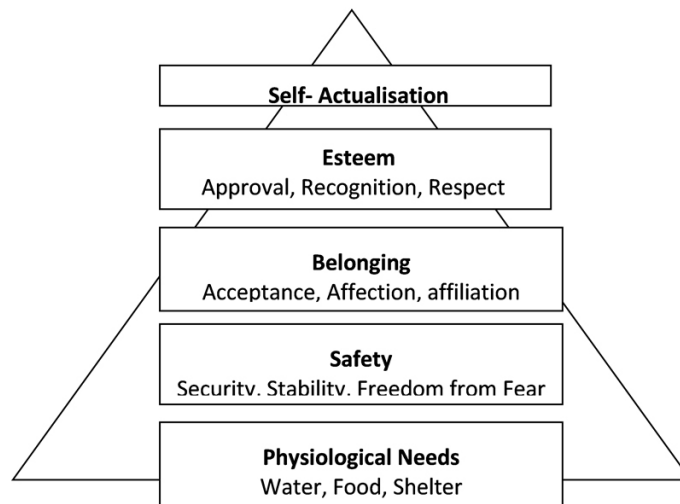 Self- Actualisation
Esteem
Approval, Recognition, Respect
Belonging
Acceptance, Affection, affiliation
Safety
Security, Stability, Freedom from Fear
Physiological Needs
Water, Food, Shelter